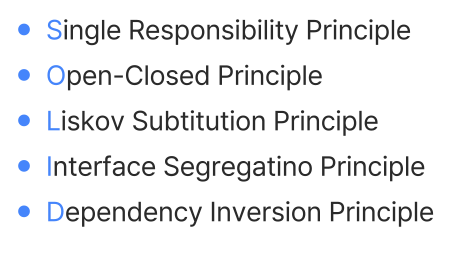 Single Responsibility Principle
Open-Closed Principle
Liskov Subtitution Principle
Interface Segregatino Principle
Dependency Inversion Principle